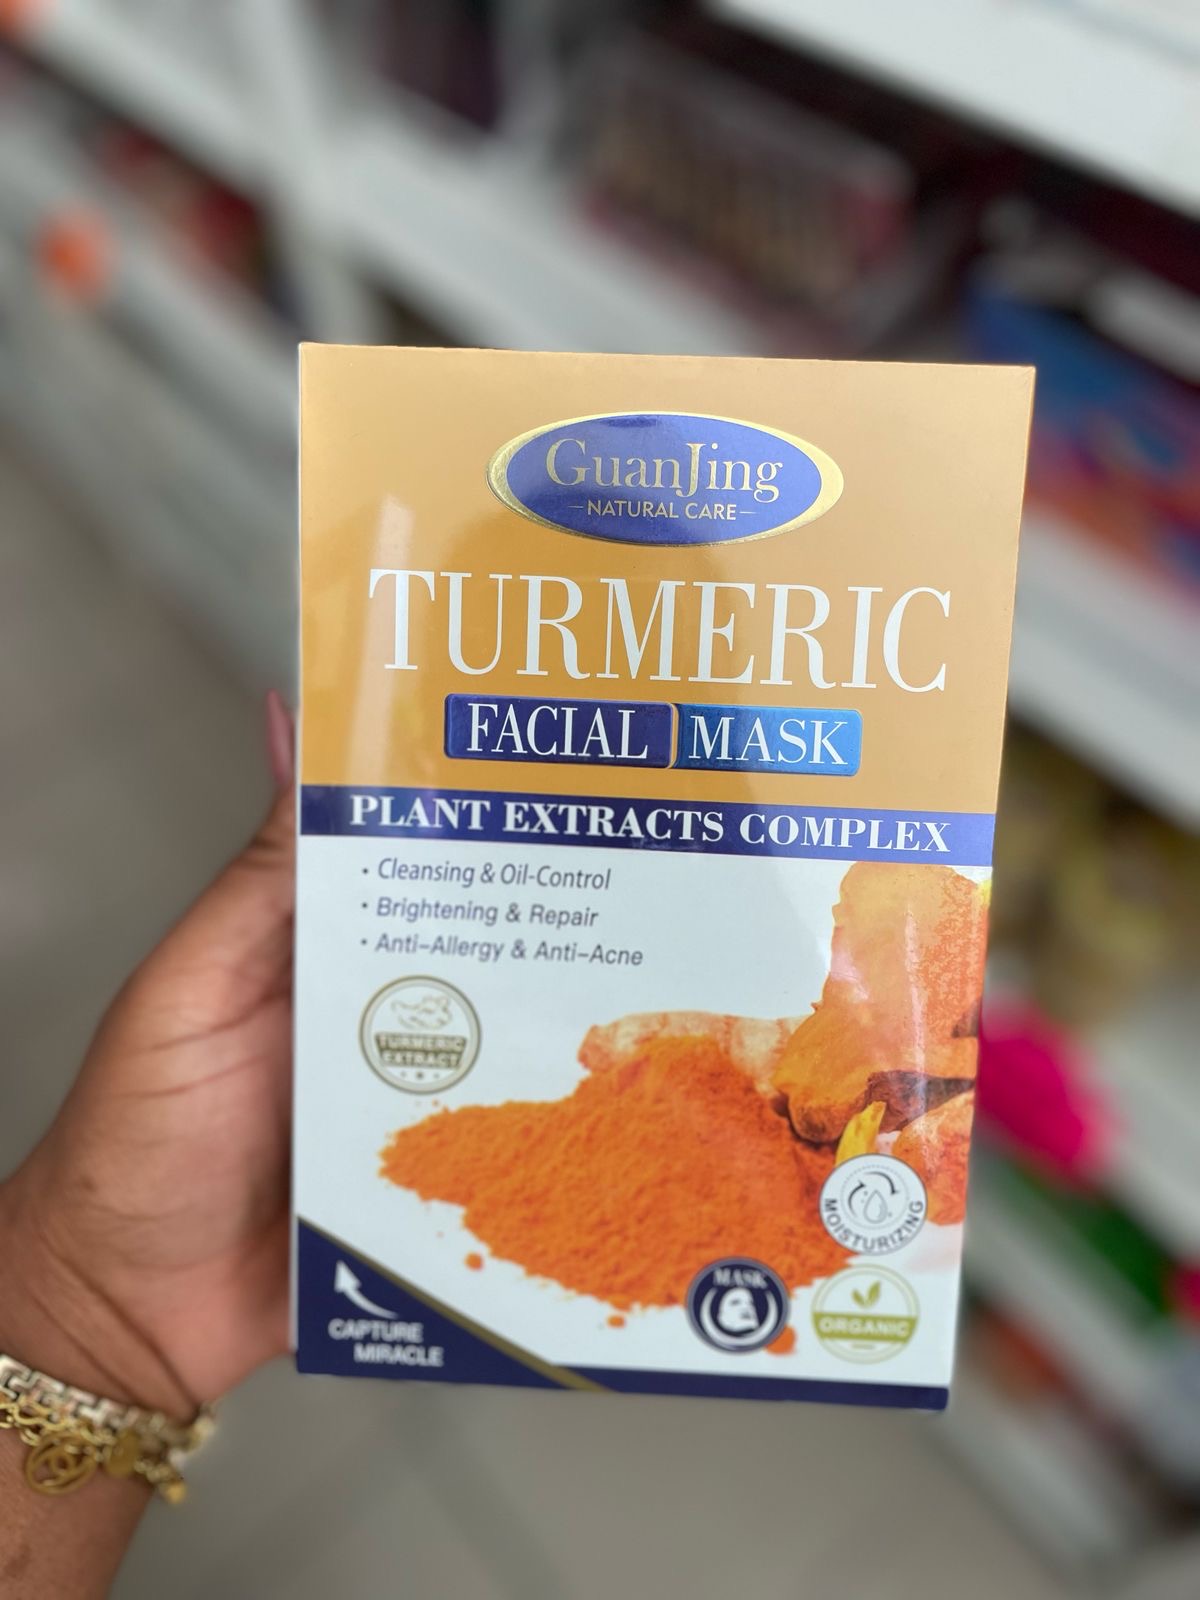 GuanJing
NATURAL CARE
TURMERIC
FACIAL MASK
PLANT EXTRACTS COMPLEX
• Cleansing & Oil-Control
• Brightening & Repair
• Anti-Allergy & Anti-Acne
TURMERIC
EXTRACT
MOISTURIZING
MASK
ORGANIC
CAPTURE
MIRACLE